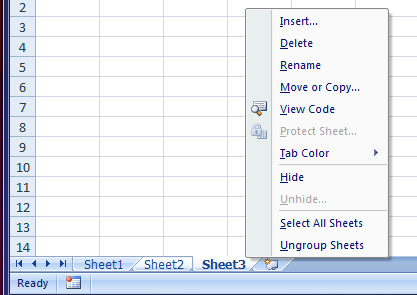 2
3
4
5
6
7
8
9
10
11
12
13
14
Insert...
Delete
Rename
Move or Copy...
View Code
Protect Sheet...
Tab Color
Hide
Unhide...
Select All Sheets
Ungroup Sheets
Sheet1 Sheet2 Sheet3
Ready